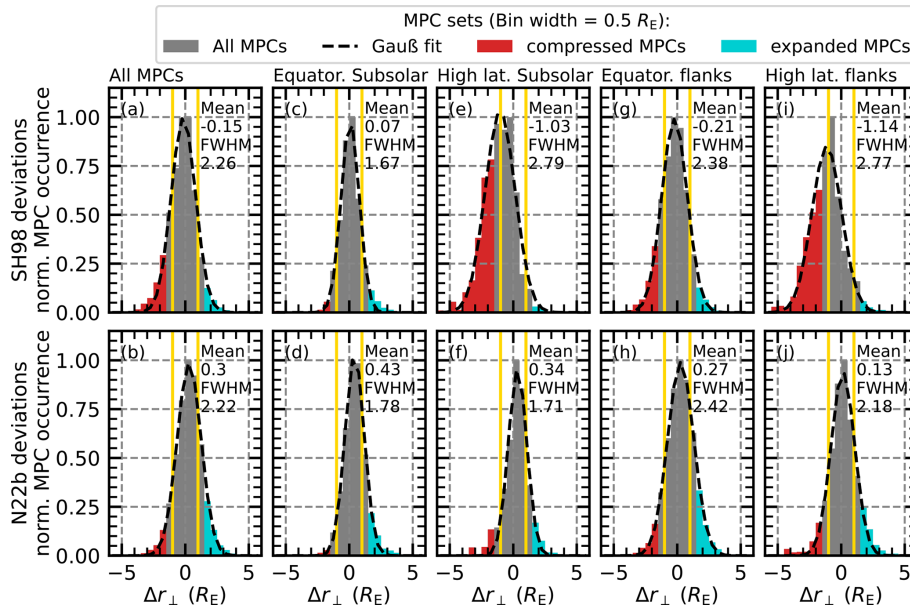 MPC sets (Bin width = 0.5 R_E):
All MPCs
Gauß fit
compressed MPCs
expanded MPCs
All MPCs
Equator. Subsolar
High lat. Subsolar
Equator. flanks
High lat. flanks
SH98 deviations
norm. MPC occurrence
1.00
0.75
0.50
0.25
0.00
(a)
Mean
-0.15
FWHM
2.26
(c)
Mean
0.07
FWHM
1.67
(e)
Mean
-1.03
FWHM
2.79
(g)
Mean
-0.21
FWHM
2.38
(i)
Mean
-1.14
FWHM
2.77
N22b deviations
norm. MPC occurrence
1.00
0.75
0.50
0.25
0.00
(b)
Mean
0.3
FWHM
2.22
(d)
Mean
0.43
FWHM
1.78
(f)
Mean
0.34
FWHM
1.71
(h)
Mean
0.27
FWHM
2.42
(j)
Mean
0.13
FWHM
2.18
−5 0 5
−5 0 5
−5 0 5
−5 0 5
−5 0 5
Δr⊥ (R_E)
Δr⊥ (R_E)
Δr⊥ (R_E)
Δr⊥ (R_E)
Δr⊥ (R_E)